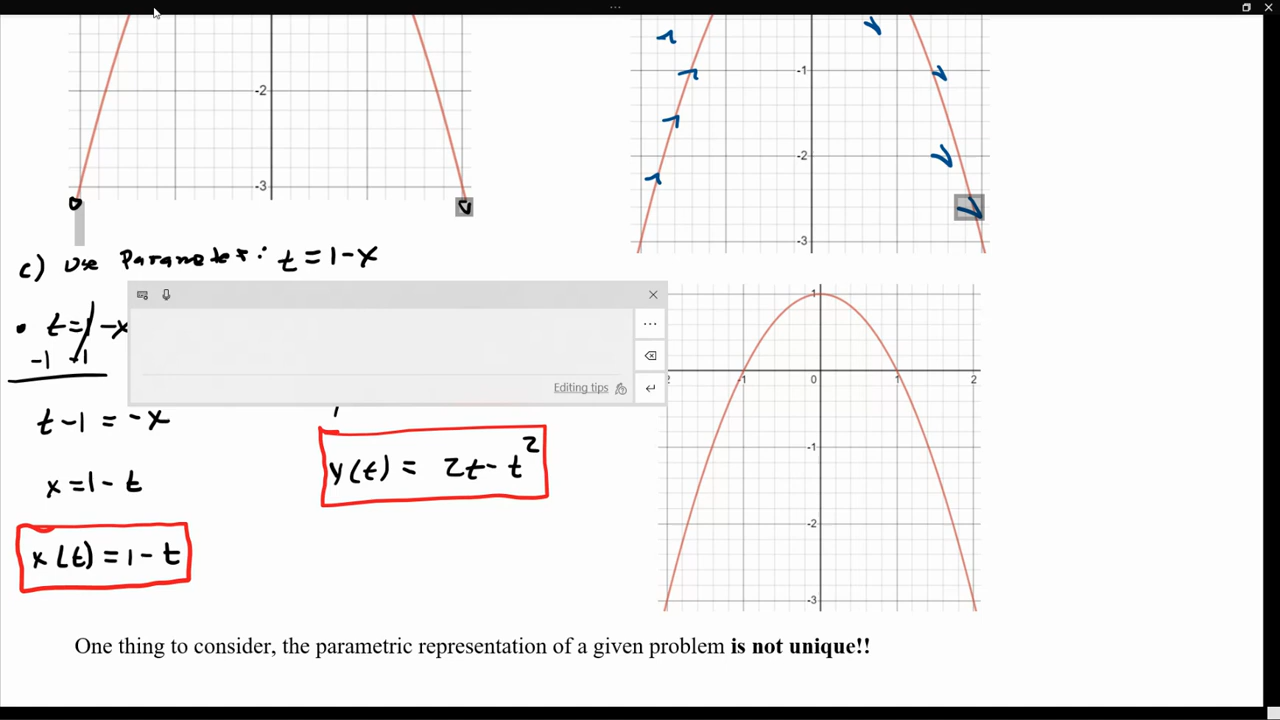 -2
-3
-1
-2
-3
c) Use Parameter: t = 1 - x
• t = 1 - x
-1 -1
t - 1 = - x
x = 1 - t
x(t) = 1 - t
Editing tips
y(t) = 2t - t²
1
-1 0 1 2
-1
-2
-3
One thing to consider, the parametric representation of a given problem is not unique!!